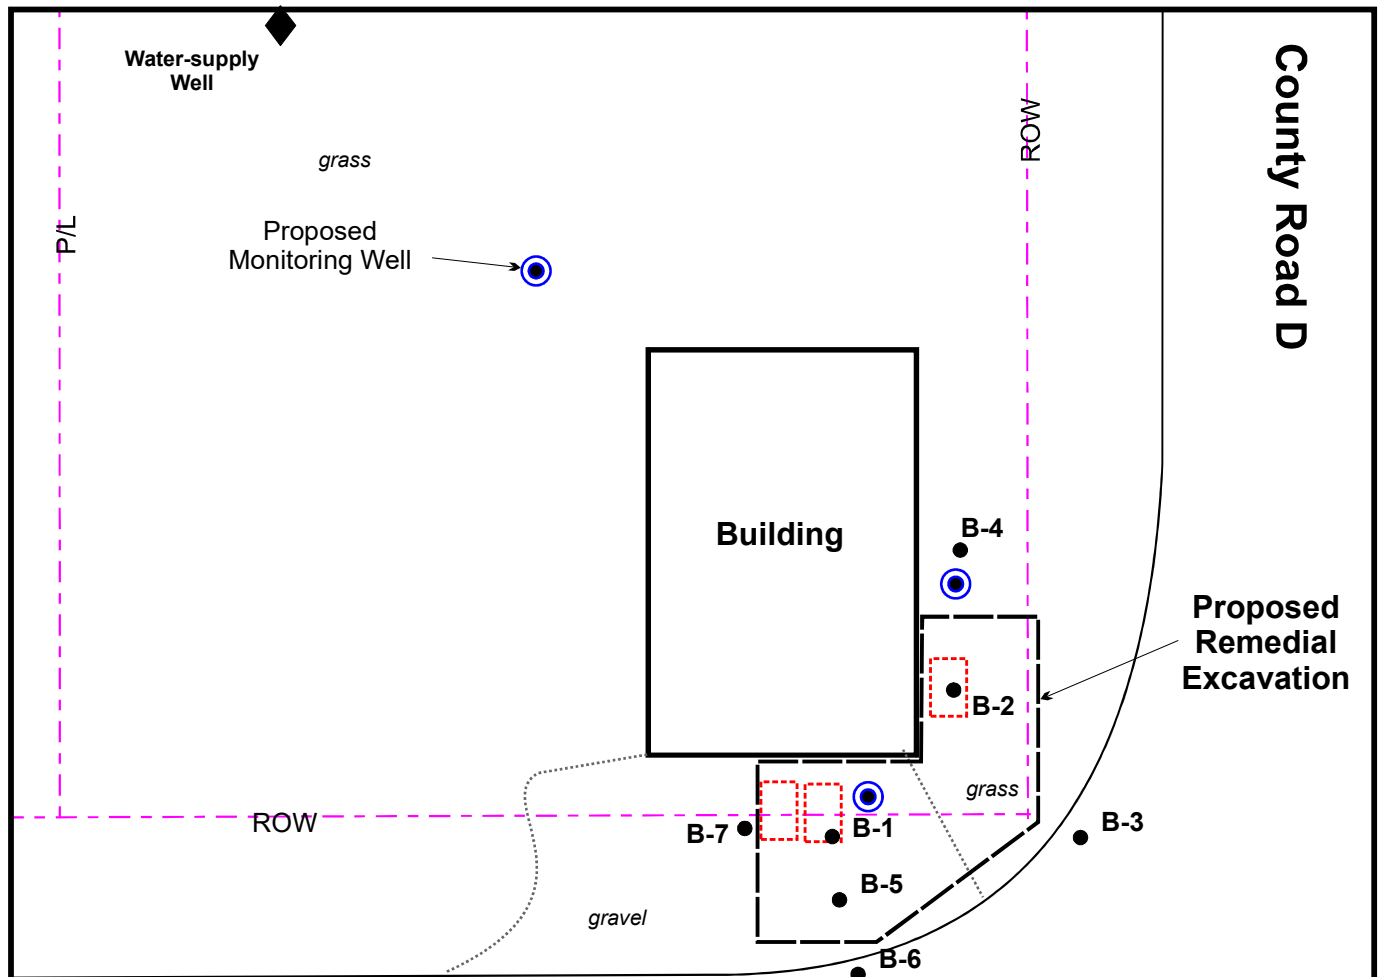 Water-supply
Well
County Road D
ROW
grass
P/L
Proposed
Monitoring Well
Building
B-4
Proposed
Remedial
Excavation
B-2
grass
ROW
B-7
B-1
B-3
B-5
gravel
B-6